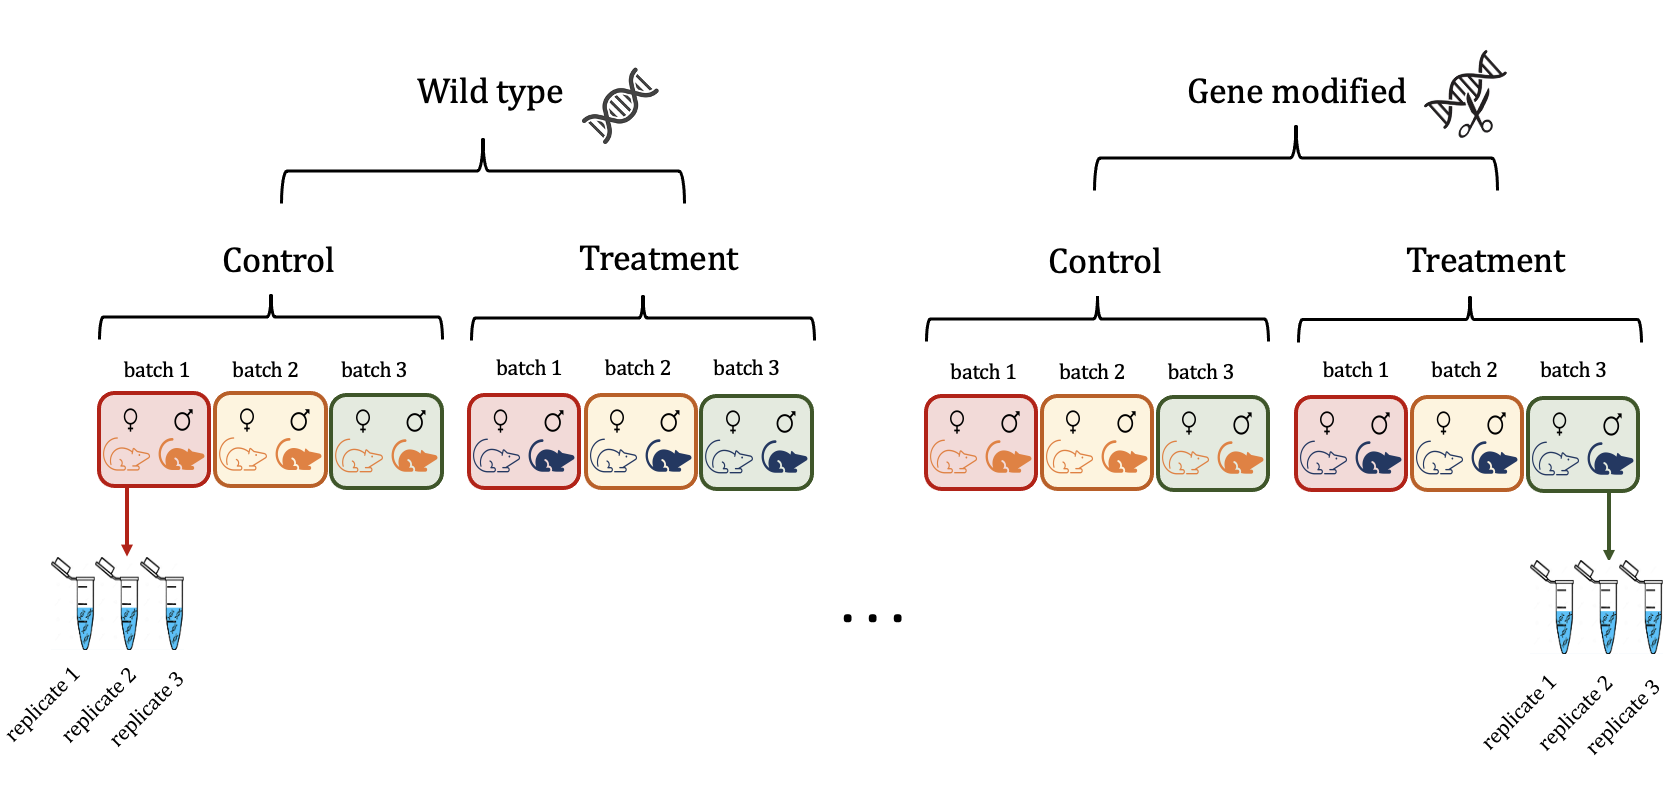 Wild type
Gene modified
Control
Treatment
Control
Treatment
batch 1
batch 2
batch 3
batch 1
batch 2
batch 3
batch 1
batch 2
batch 3
batch 1
batch 2
batch 3
♀ ♂ ♀ ♂ ♀ ♂
♀ ♂ ♀ ♂ ♀ ♂
♀ ♂ ♀ ♂ ♀ ♂
♀ ♂ ♀ ♂ ♀ ♂
...
replicate 1
replicate 2
replicate 3
replicate 1
replicate 2
replicate 3